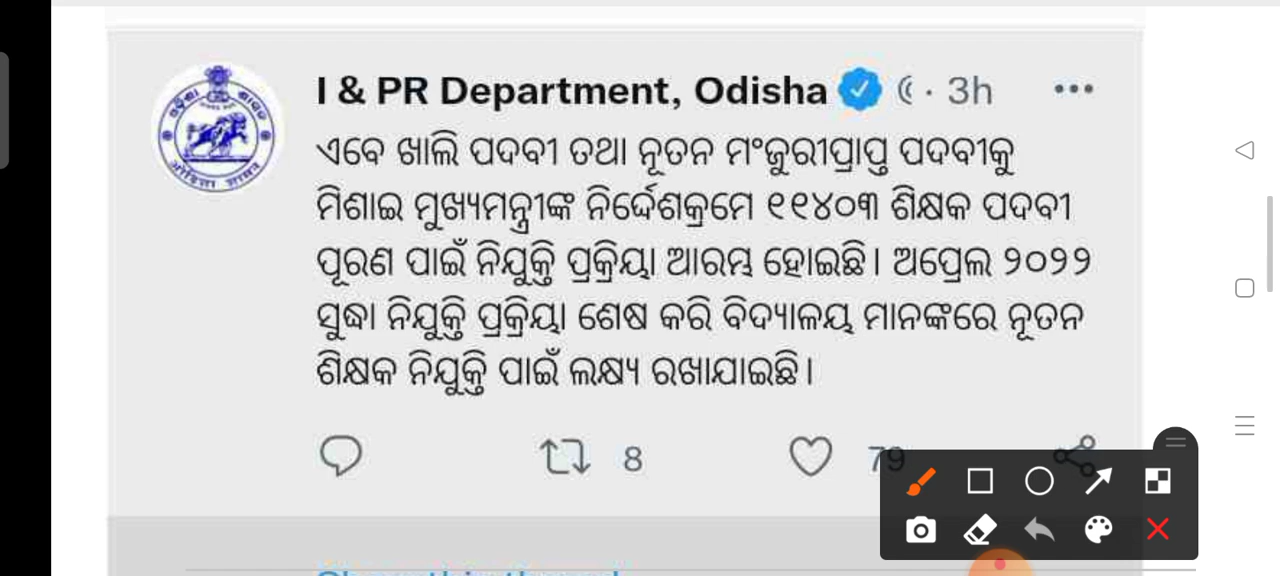 I & PR Department, Odisha · 3h
ଏବେ ଖାଲି ପଦବୀ ତଥା ନୂତନ ମଂଜୁରୀପ୍ରାପ୍ତ ପଦବୀକୁ
ମିଶାଇ ମୁଖ୍ୟମନ୍ତ୍ରୀଙ୍କ ନିର୍ଦ୍ଦେଶକ୍ରମେ ୧୧୪୦୩ ଶିକ୍ଷକ ପଦବୀ
ପୂରଣ ପାଇଁ ନିଯୁକ୍ତି ପ୍ରକ୍ରିୟା ଆରମ୍ଭ ହୋଇଛି। ଅପ୍ରେଲ ୨୦୨୨
ସୁଦ୍ଧା ନିଯୁକ୍ତି ପ୍ରକ୍ରିୟା ଶେଷ କରି ବିଦ୍ୟାଳୟ ମାନଙ୍କରେ ନୂତନ
ଶିକ୍ଷକ ନିଯୁକ୍ତି ପାଇଁ ଲକ୍ଷ୍ୟ ରଖାଯାଇଛି।
8 79